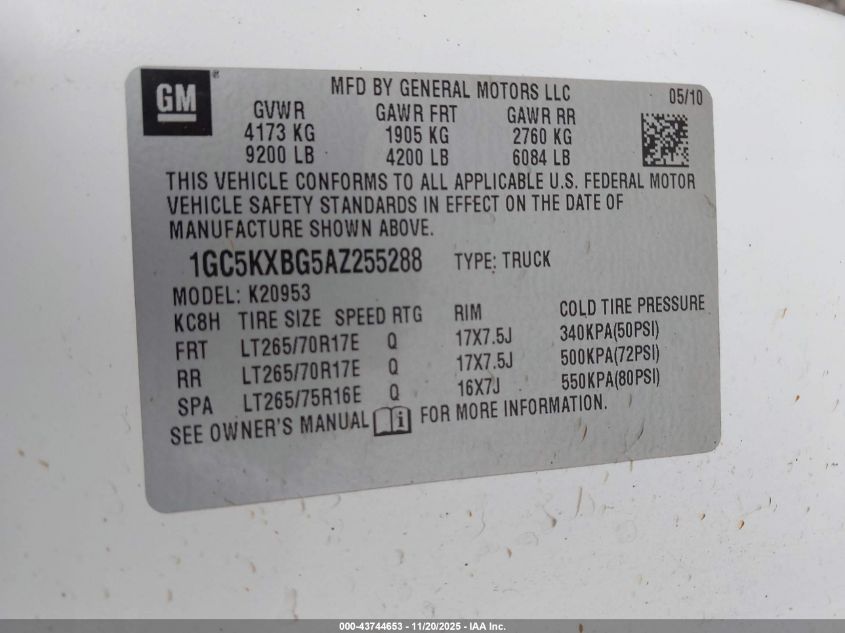 GM
MFD BY GENERAL MOTORS LLC 05/10
GVWR GAWR FRT GAWR RR
4173 KG 1905 KG 2760 KG
9200 LB 4200 LB 6084 LB
THIS VEHICLE CONFORMS TO ALL APPLICABLE U.S. FEDERAL MOTOR
VEHICLE SAFETY STANDARDS IN EFFECT ON THE DATE OF
MANUFACTURE SHOWN ABOVE.
1GC5KXBG5AZ255288 TYPE: TRUCK
MODEL: K20953
KC8H TIRE SIZE SPEED RTG RIM COLD TIRE PRESSURE
FRT LT265/70R17E Q 17X7.5J 340KPA(50PSI)
RR LT265/70R17E Q 17X7.5J 500KPA(72PSI)
SPA LT265/75R16E Q 16X7J 550KPA(80PSI)
SEE OWNER'S MANUAL i FOR MORE INFORMATION.
000-43744653 - 11/20/2025 - IAA Inc.